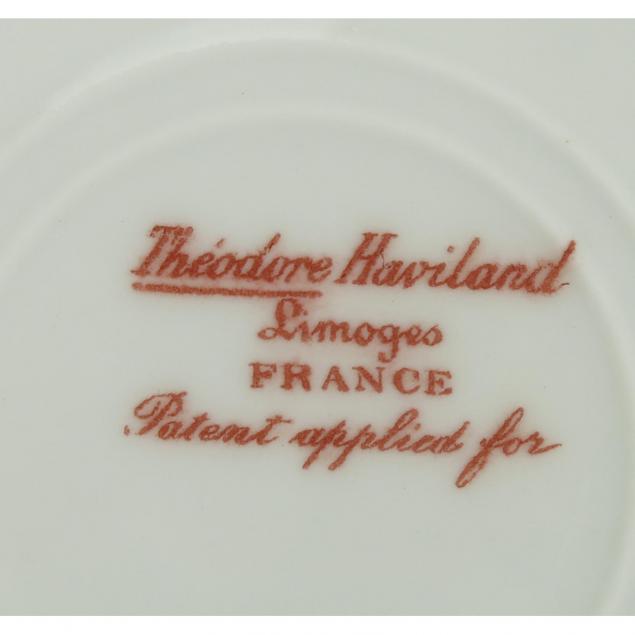 Théodore Haviland
Limoges
FRANCE
Patent applied for